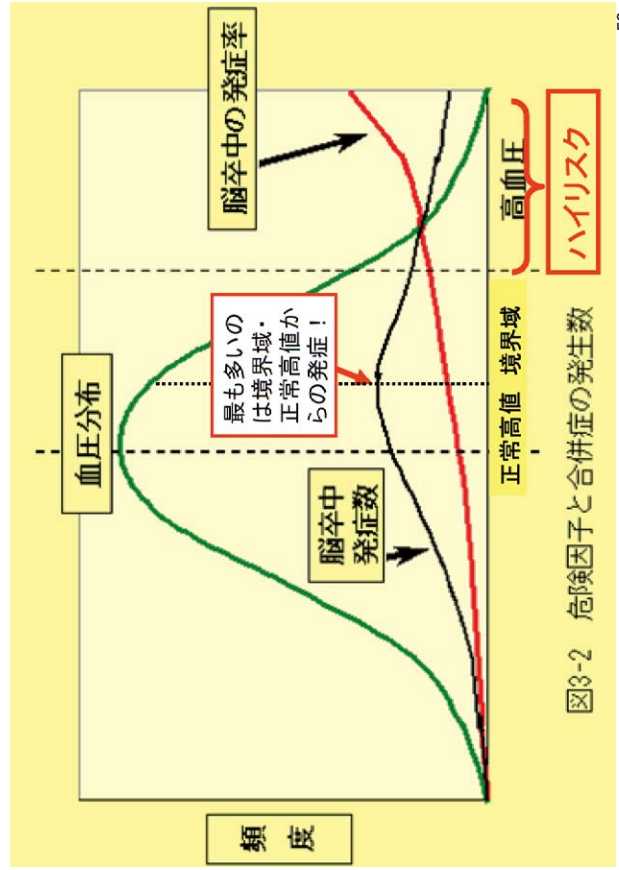 血圧分布
脳卒中の発症率
最も多いの
は境界域・
正常高値か
らの発症！
脳卒中
発症数
頻
度
正常高値 境界域
高血圧
ハイリスク
図3-2 危険因子と合併症の発生数